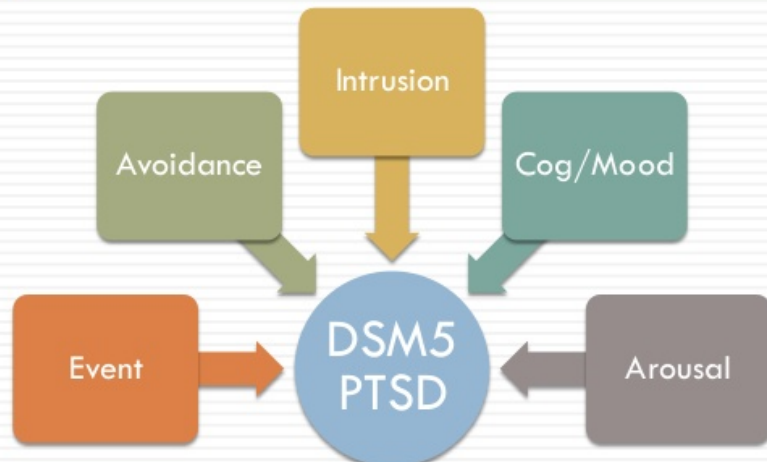 Intrusion
Avoidance
Cog/Mood
Event
DSM5
PTSD
Arousal